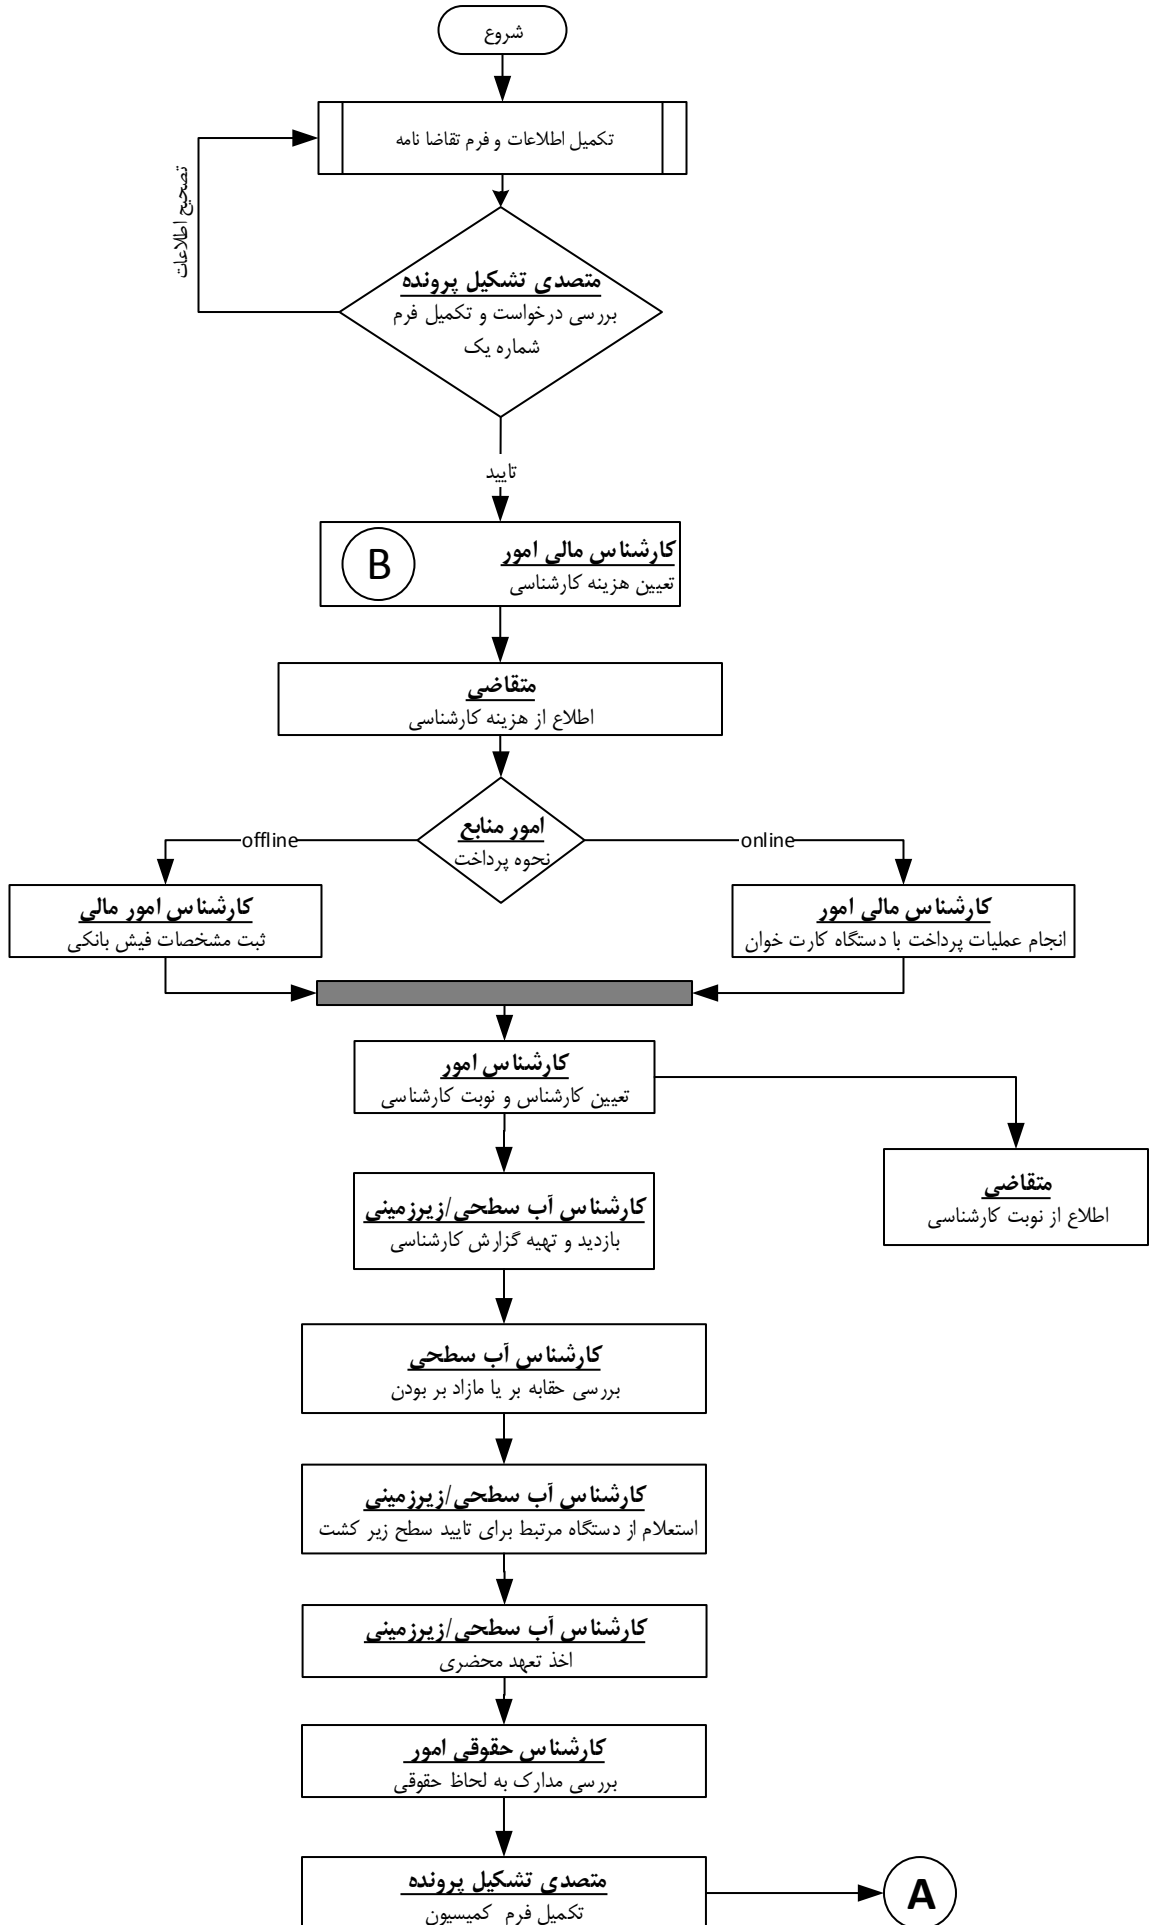 شروع
تکمیل اطلاعات و فرم تقاضا نامه
تصحیح اطلاعات
متصدی تشکیل پرونده
بررسی درخواست و تکمیل فرم
شماره یک
تایید
کارشناس مالی امور
B
تعیین هزینه کارشناسی
متقاضی
اطلاع از هزینه کارشناسی
امور منابع
نحوه پرداخت
online
offline
کارشناس مالی امور
انجام عملیات پرداخت با دستگاه کارت خوان
کارشناس امور مالی
ثبت مشخصات فیش بانکی
کارشناس امور
تعیین کارشناس و نوبت کارشناسی
متقاضی
اطلاع از نوبت کارشناسی
کارشناس آب سطحی/زیرزمینی
بازدید و تهیه گزارش کارشناسی
کارشناس آب سطحی
بررسی حقابه بر یا مازاد بر بودن
کارشناس آب سطحی/زیرزمینی
استعلام از دستگاه مرتبط برای تایید سطح زیر کشت
کارشناس آب سطحی/زیرزمینی
اخذ تعهد محضری
کارشناس حقوقی امور
بررسی مدارک به لحاظ حقوقی
متصدی تشکیل پرونده
تکمیل فرم کمیسیون
A